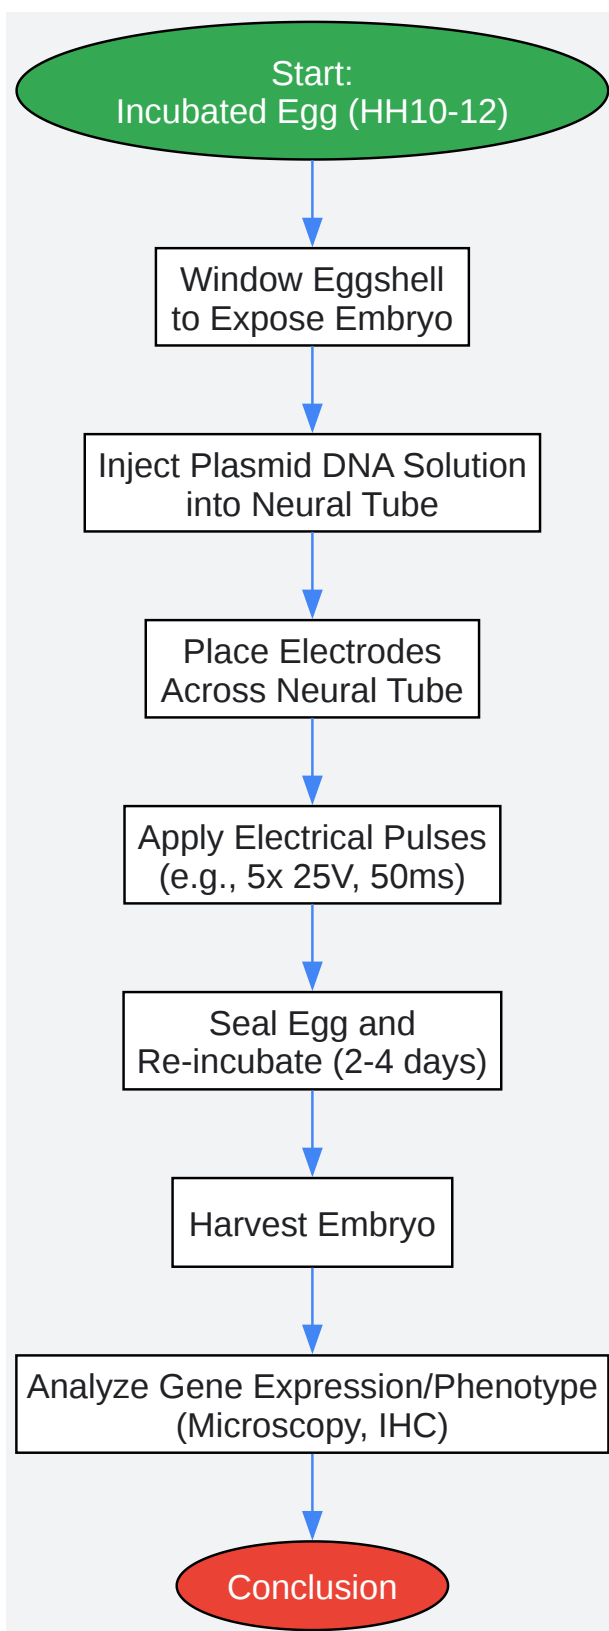 Start:
Incubated Egg (HH10-12)
Window Eggshell
to Expose Embryo
Inject Plasmid DNA Solution
into Neural Tube
Place Electrodes
Across Neural Tube
Apply Electrical Pulses
(e.g., 5x 25V, 50ms)
Seal Egg and
Re-incubate (2-4 days)
Harvest Embryo
Analyze Gene Expression/Phenotype
(Microscopy, IHC)
Conclusion